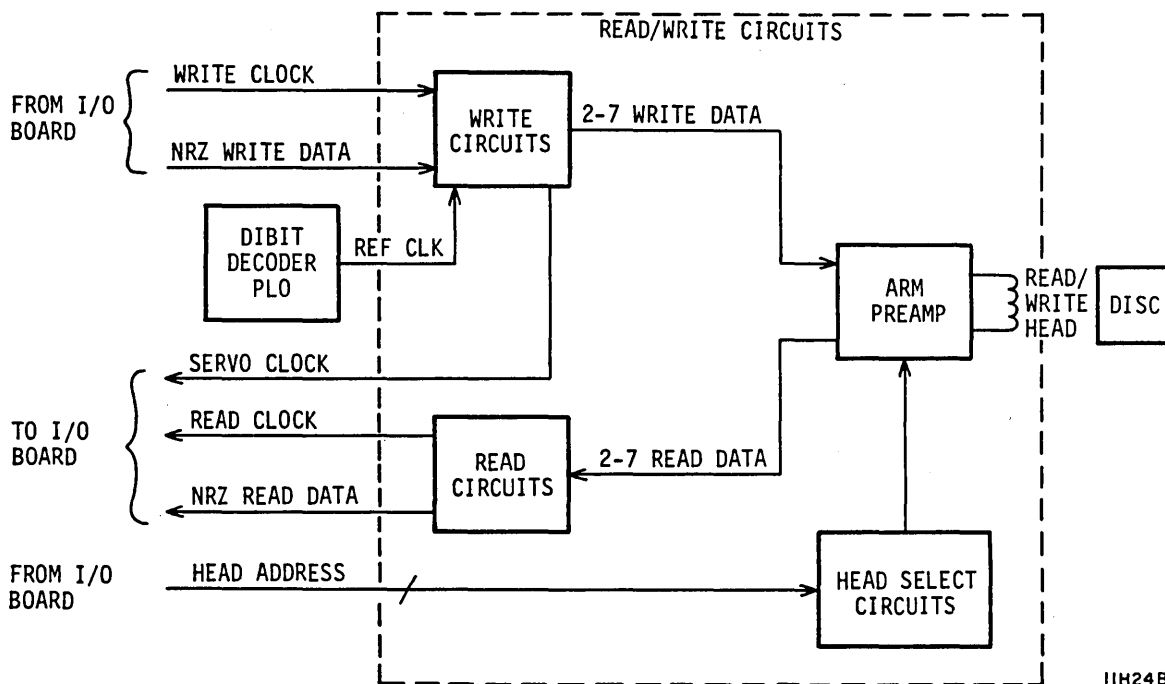 READ/WRITE CIRCUITS
WRITE CLOCK
FROM I/O
BOARD
NRZ WRITE DATA
WRITE
CIRCUITS
2-7 WRITE DATA
DIBIT
DECODER
PLO
REF CLK
ARM
PREAMP
READ/
WRITE
HEAD
DISC
SERVO CLOCK
TO I/O
BOARD
READ CLOCK
NRZ READ DATA
READ
CIRCUITS
2-7 READ DATA
FROM I/O
BOARD
HEAD ADDRESS
HEAD SELECT
CIRCUITS
11H24B